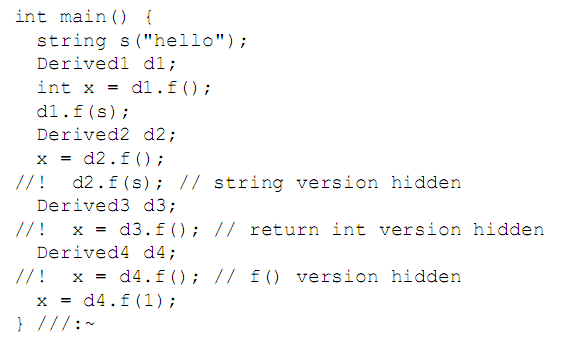 int main() {
  string s("hello");
  Derived1 d1;
  int x = d1.f();
  d1.f(s);
  Derived2 d2;
  x = d2.f();
//!  d2.f(s); // string version hidden
  Derived3 d3;
//!  x = d3.f(); // return int version hidden
  Derived4 d4;
//!  x = d4.f(); // f() version hidden
  x = d4.f(1);
} ///:~